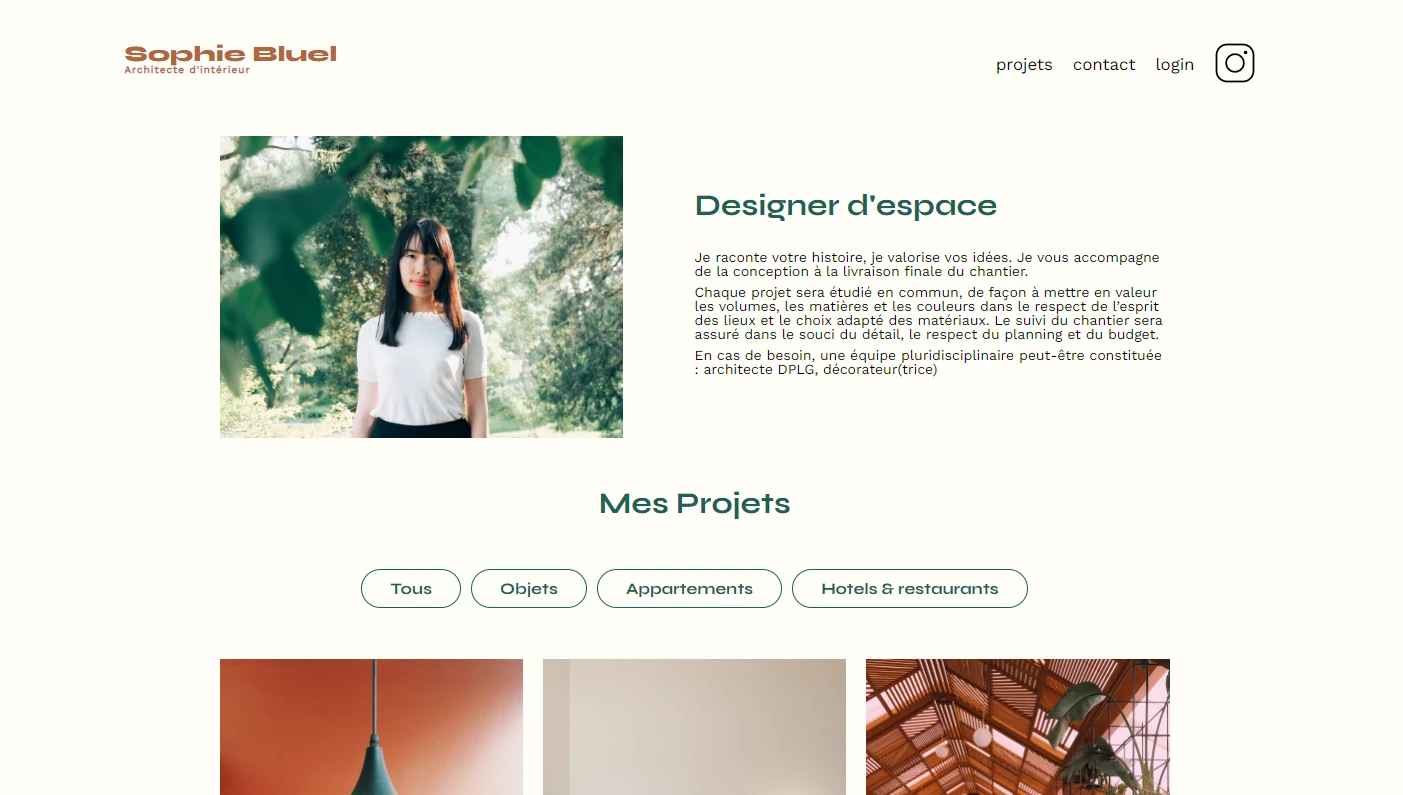 Sophie Bluel
Architecte d'intérieur
projets contact login
Designer d'espace
Je raconte votre histoire, je valorise vos idées. Je vous accompagne
de la conception à la livraison finale du chantier.
Chaque projet sera étudié en commun, de façon à mettre en valeur
les volumes, les matières et les couleurs dans le respect de l’esprit
des lieux et le choix adapté des matériaux. Le suivi du chantier sera
assuré dans le souci du détail, le respect du planning et du budget.
En cas de besoin, une équipe pluridisciplinaire peut-être constituée
: architecte DPLG, décorateur(trice)
Mes Projets
Tous Objets Appartements Hotels & restaurants